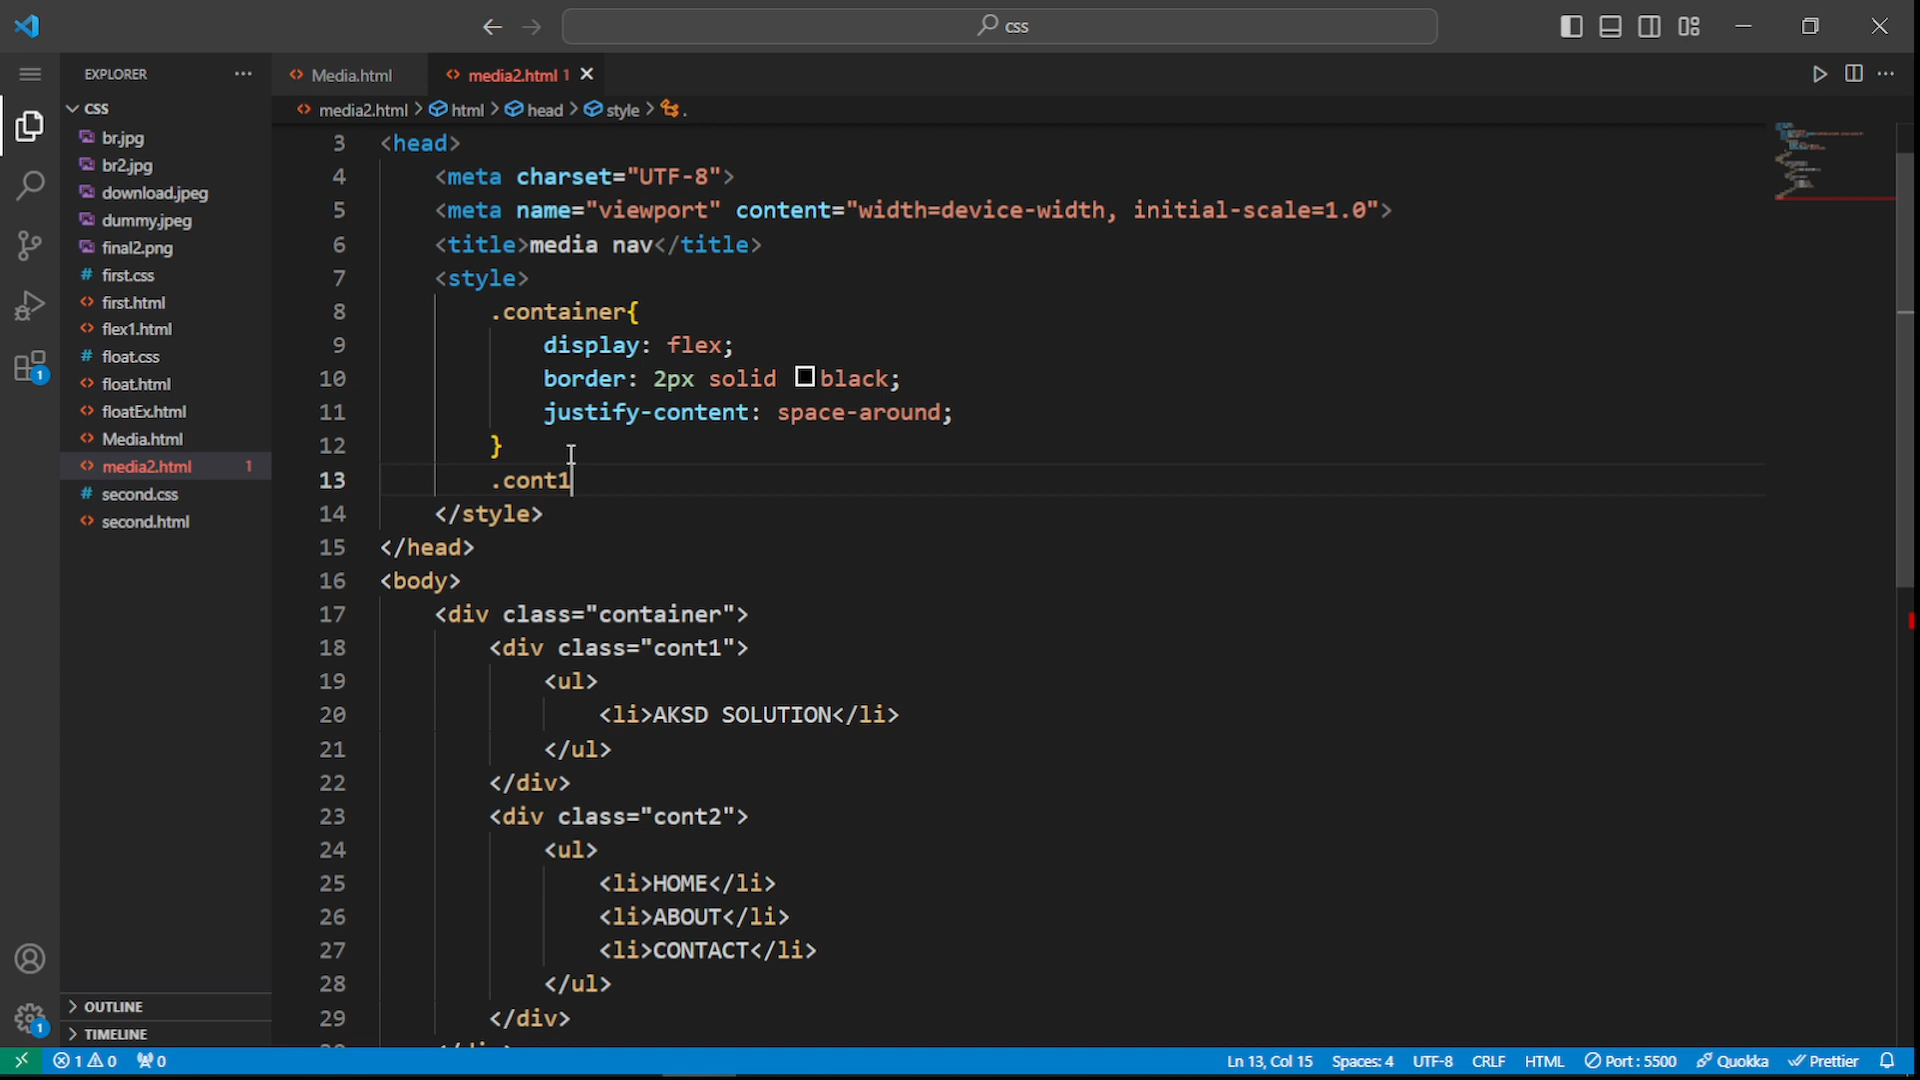 css
EXPLORER
CSS
br.jpg
br2.jpg
download.jpeg
dummy.jpeg
final2.png
# first.css
<> first.html
<> flex1.html
# float.css
<> float.html
<> floatEx.html
<> Media.html
<> media2.html 1
# second.css
<> second.html
OUTLINE
TIMELINE
<> Media.html <> media2.html 1
<> media2.html > html > head > style > .
3 <head>
4 <meta charset="UTF-8">
5 <meta name="viewport" content="width=device-width, initial-scale=1.0">
6 <title>media nav</title>
7 <style>
8 .container{
9 display: flex;
10 border: 2px solid black;
11 justify-content: space-around;
12 }
13 .cont1
14 </style>
15 </head>
16 <body>
17 <div class="container">
18 <div class="cont1">
19 <ul>
20 <li>AKSD SOLUTION</li>
21 </ul>
22 </div>
23 <div class="cont2">
24 <ul>
25 <li>HOME</li>
26 <li>ABOUT</li>
27 <li>CONTACT</li>
28 </ul>
29 </div>
1
1
1 0 0 Ln 13, Col 15 Spaces: 4 UTF-8 CRLF HTML Port : 5500 Quokka Prettier